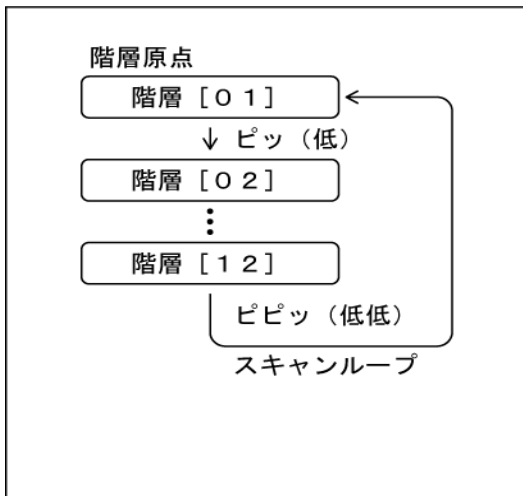 階層原点
階層［０１］
ピッ（低）
階層［０２］
階層［１２］
ピピッ（低低）
スキャンループ